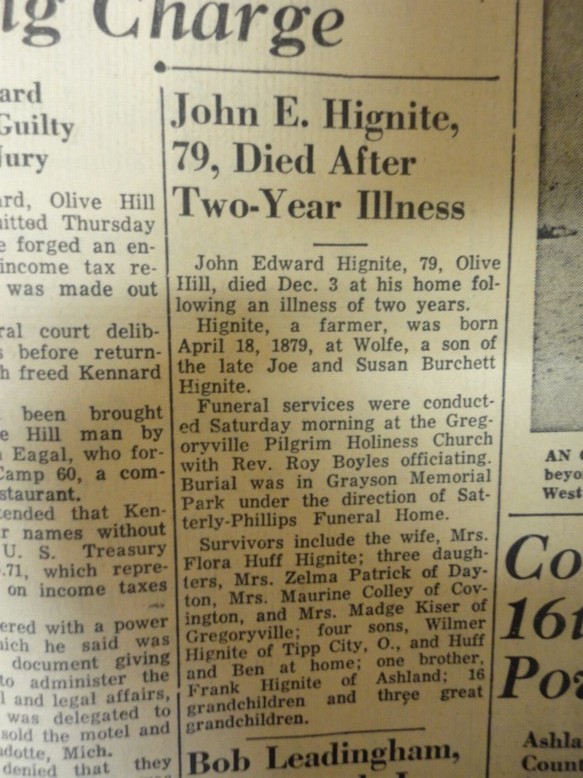 Charge
ard
Guilty
Jury
ard, Olive Hill
itted Thursday
e forged an en-
income tax re-
was made out
ral court delib-
s before return-
h freed Kennard
been brought
e Hill man by
Eagal, who for-
Camp 60, a com-
staurant.
tended that Ken-
r names without
U. S. Treasury
.71, which repre-
on income taxes
ered with a power
hich he said was
document giving
to administer the
l and legal affairs,
was delegated to
sold the motel and
ndotte, Mich.
denied that they
John E. Hignite,
79, Died After
Two-Year Illness
John Edward Hignite, 79, Olive
Hill, died Dec. 3 at his home fol-
lowing an illness of two years.
Hignite, a farmer, was born
April 18, 1879, at Wolfe, a son of
the late Joe and Susan Burchett
Hignite.
Funeral services were conduct-
ed Saturday morning at the Greg-
oryville Pilgrim Holiness Church
with Rev. Roy Boyles officiating.
Burial was in Grayson Memorial
Park under the direction of Sat-
terly-Phillips Funeral Home.
Survivors include the wife, Mrs.
Flora Huff Hignite; three daugh-
ters, Mrs. Zelma Patrick of Day-
ton, Mrs. Maurine Colley of Cov-
ington, and Mrs. Madge Kiser of
Gregoryville; four sons, Wilmer
Hignite of Tipp City, O., and Huff
and Ben at home; one brother,
Frank Hignite of Ashland; 16
grandchildren and three great
grandchildren.
Bob Leadingham,
AN
beyo
West
Co
16t
Po
Ashla
Coun